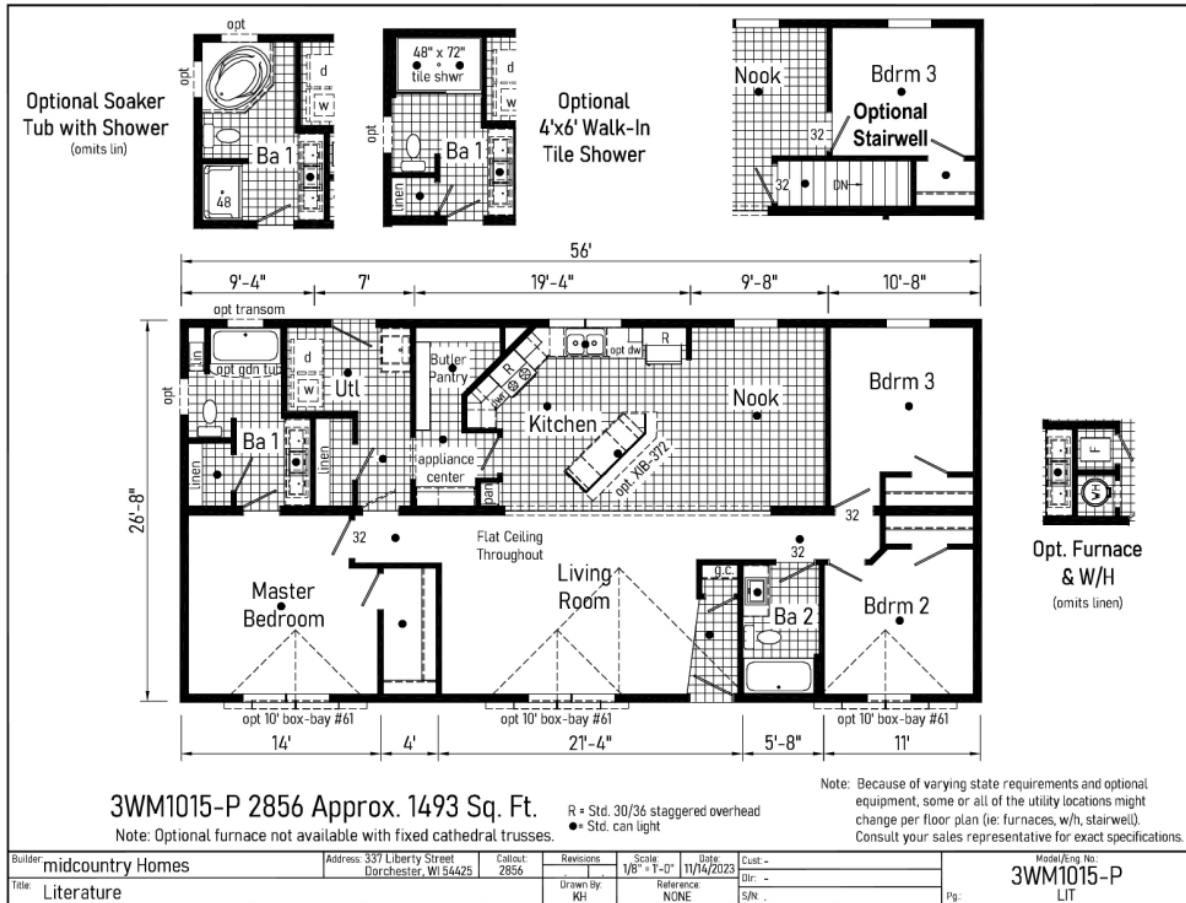 opt
opt
d
w
Optional Soaker
Tub with Shower
(omits lin)
Ba 1
48
48" x 72"
tile shwr
d
w
opt
Ba 1
linen
Optional
4'x6' Walk-In
Tile Shower
Nook
Bdrm 3
Optional
Stairwell
32
32
DN
56'
9'-4"
7'
19'-4"
9'-8"
10'-8"
opt transom
26'-8"
lin
opt gdn tub
opt
d
w
Utl
Butler
Pantry
R
dwr
opt dw
R
Kitchen
Nook
Bdrm 3
Ba 1
linen
linen
appliance
center
pan
opt. XIB-372
F
WH
Opt. Furnace
& W/H
(omits linen)
32
Flat Ceiling
Throughout
32
32
Master
Bedroom
Living
Room
g.c.
Ba 2
Bdrm 2
opt 10' box-bay #61
opt 10' box-bay #61
opt 10' box-bay #61
14'
4'
21'-4"
5'-8"
11'
3WM1015-P 2856 Approx. 1493 Sq. Ft.
R = Std. 30/36 staggered overhead
●= Std. can light
Note: Optional furnace not available with fixed cathedral trusses.
Note: Because of varying state requirements and optional
equipment, some or all of the utility locations might
change per floor plan (ie: furnaces, w/h, stairwell).
Consult your sales representative for exact specifications.
Builder: midcountry Homes
Address: 337 Liberty Street
Dorchester, WI 54425
Callout:
2856
Revisions
Scale:
1/8" = 1'-0"
Date:
11/14/2023
Cust: -
Dlr: -
S/N: .
Model/Eng. No.:
3WM1015-P
Pg.: LIT
Title: Literature
Drawn By:
KH
Reference:
NONE